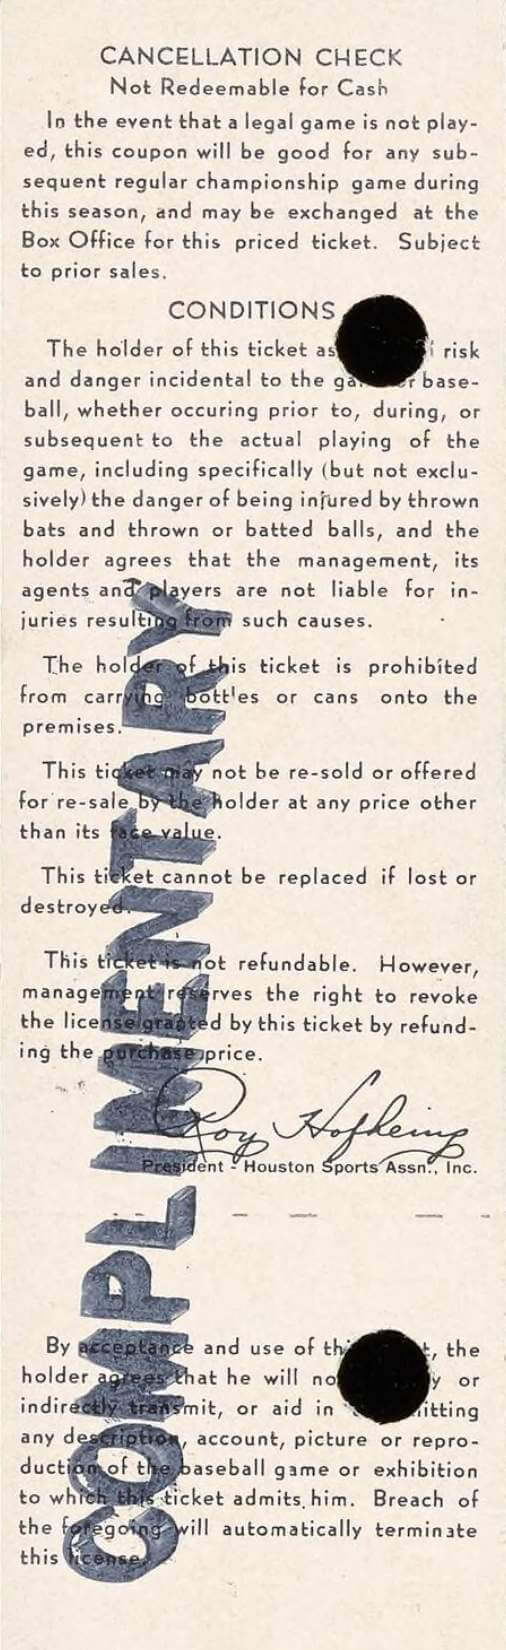 CANCELLATION CHECK
Not Redeemable for Cash
In the event that a legal game is not play-
ed, this coupon will be good for any sub-
sequent regular championship game during
this season, and may be exchanged at the
Box Office for this priced ticket. Subject
to prior sales.
CONDITIONS
The holder of this ticket as risk
and danger incidental to the ga base-
ball, whether occuring prior to, during, or
subsequent to the actual playing of the
game, including specifically (but not exclu-
sively) the danger of being injured by thrown
bats and thrown or batted balls, and the
holder agrees that the management, its
agents and players are not liable for in-
juries resulting from such causes.
The holder of this ticket is prohibited
from carrying bottles or cans onto the
premises.
This ticket may not be re-sold or offered
for re-sale by the holder at any price other
than its face value.
This ticket cannot be replaced if lost or
destroyed.
This ticket is not refundable. However,
management reserves the right to revoke
the license granted by this ticket by refund-
ing the purchase price.
Roy Hofheinz
President - Houston Sports Assn., Inc.
By acceptance and use of thi t, the
holder agrees that he will no y or
indirectly transmit, or aid in itting
any description, account, picture or repro-
duction of the baseball game or exhibition
to which this ticket admits him. Breach of
the foregoing will automatically terminate
this license.
COMPLIMENTARY